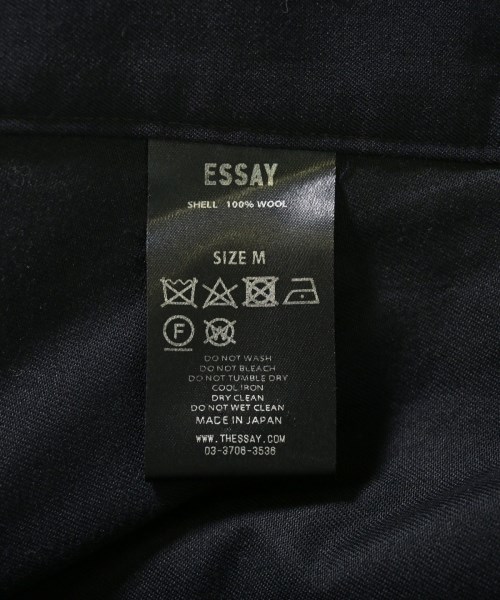 ESSAY
SHELL 100% WOOL
SIZE M
F W
DO NOT WASH
DO NOT BLEACH
DO NOT TUMBLE DRY
COOL IRON
DRY CLEAN
DO NOT WET CLEAN
MADE IN JAPAN
WWW.THESSAY.COM
03-3706-3536